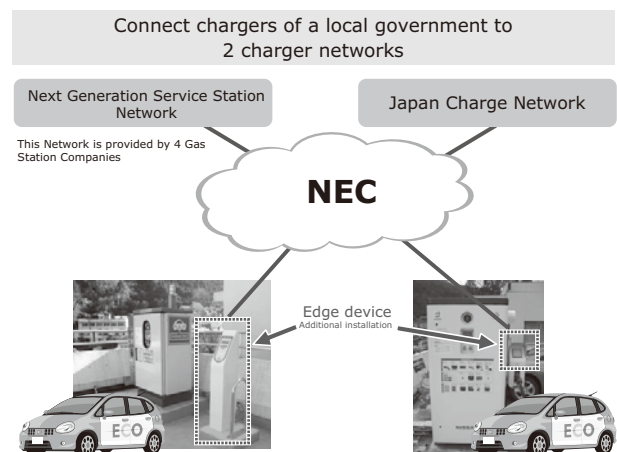 Connect chargers of a local government to
2 charger networks
Next Generation Service Station
Network
Japan Charge Network
This Network is provided by 4 Gas
Station Companies
NEC
Edge device
Additional installation
ECO
ECO